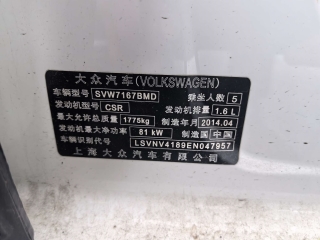 大众汽车(VOLKSWAGEN)
车辆型号 SVW7167BMD 乘坐人数 5
发动机型号 CSR 发动机排量 1.6 L
最大允许总质量 1775kg 制造年月 2014.04
发动机最大净功率 81 kW 制造国 中国
车辆识别代号 LSVNV4189EN047957
上海大众汽车有限公司